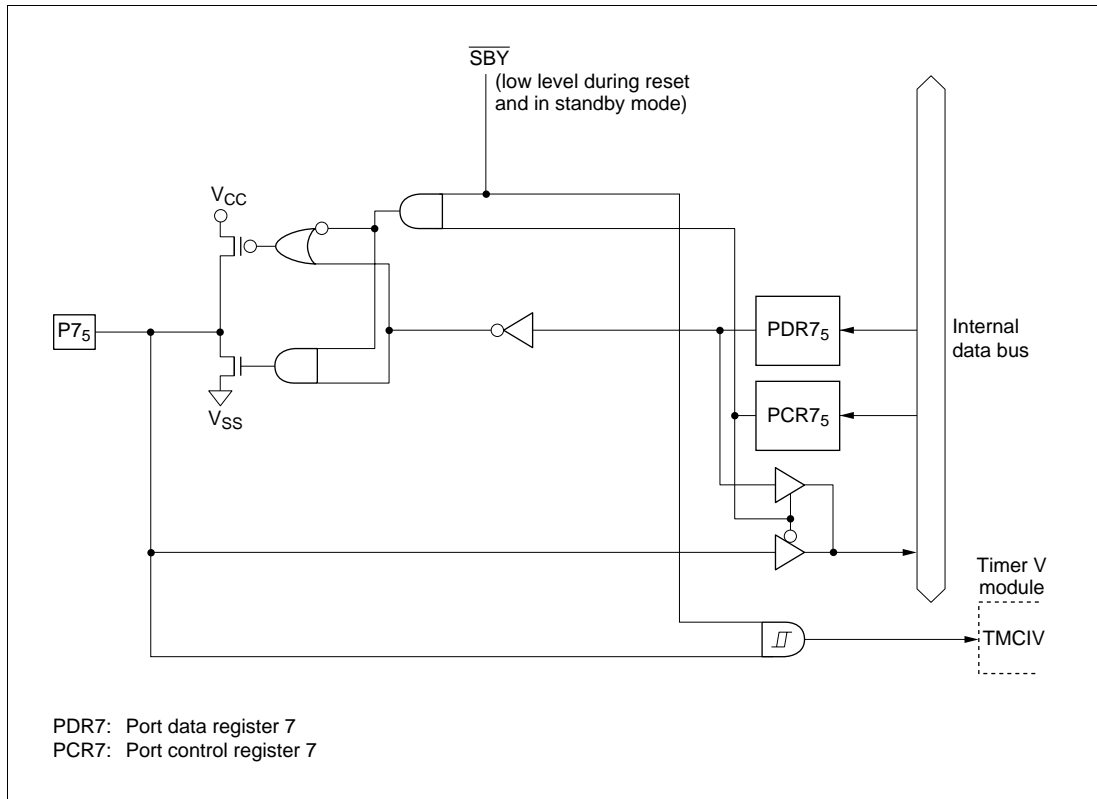 SBY
(low level during reset
and in standby mode)
VCC
P75
PDR75
Internal
data bus
PCR75
VSS
Timer V
module
TMCIV
PDR7: Port data register 7
PCR7: Port control register 7